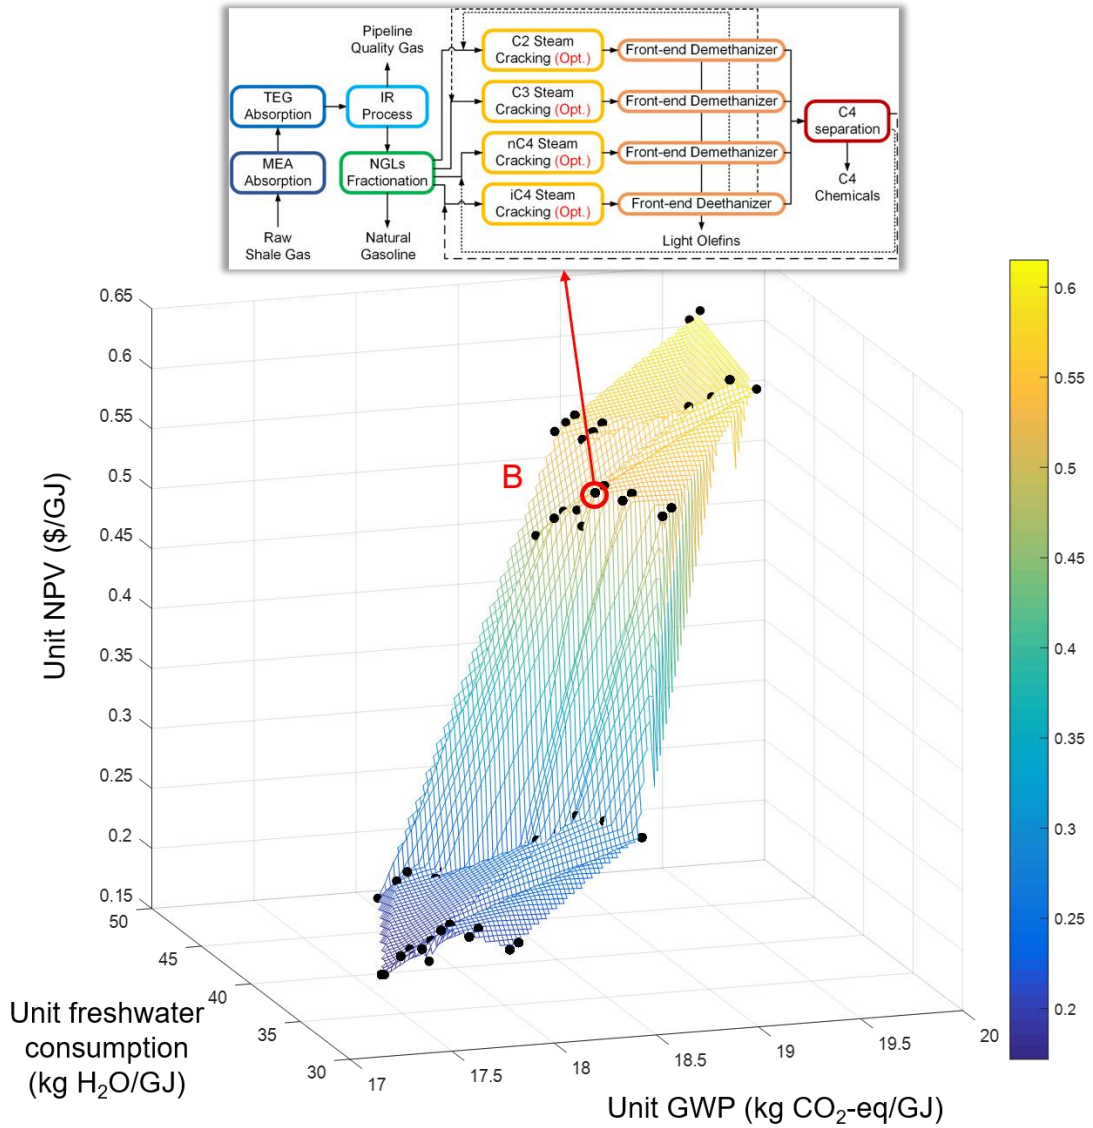 Pipeline
Quality Gas
TEG
Absorption
IR
Process
MEA
Absorption
NGLs
Fractionation
Raw
Shale Gas
Natural
Gasoline
C2 Steam
Cracking (Opt.)
Front-end Demethanizer
C3 Steam
Cracking (Opt.)
Front-end Demethanizer
nC4 Steam
Cracking (Opt.)
Front-end Demethanizer
iC4 Steam
Cracking (Opt.)
Front-end Deethanizer
Light Olefins
C4
separation
C4
Chemicals
B
Unit NPV ($/GJ)
0.65
0.6
0.55
0.5
0.45
0.4
0.35
0.3
0.25
0.2
0.15
50
45
40
35
30
Unit freshwater
consumption
(kg H₂O/GJ)
17
17.5
18
18.5
19
19.5
20
Unit GWP (kg CO₂-eq/GJ)
0.6
0.55
0.5
0.45
0.4
0.35
0.3
0.25
0.2